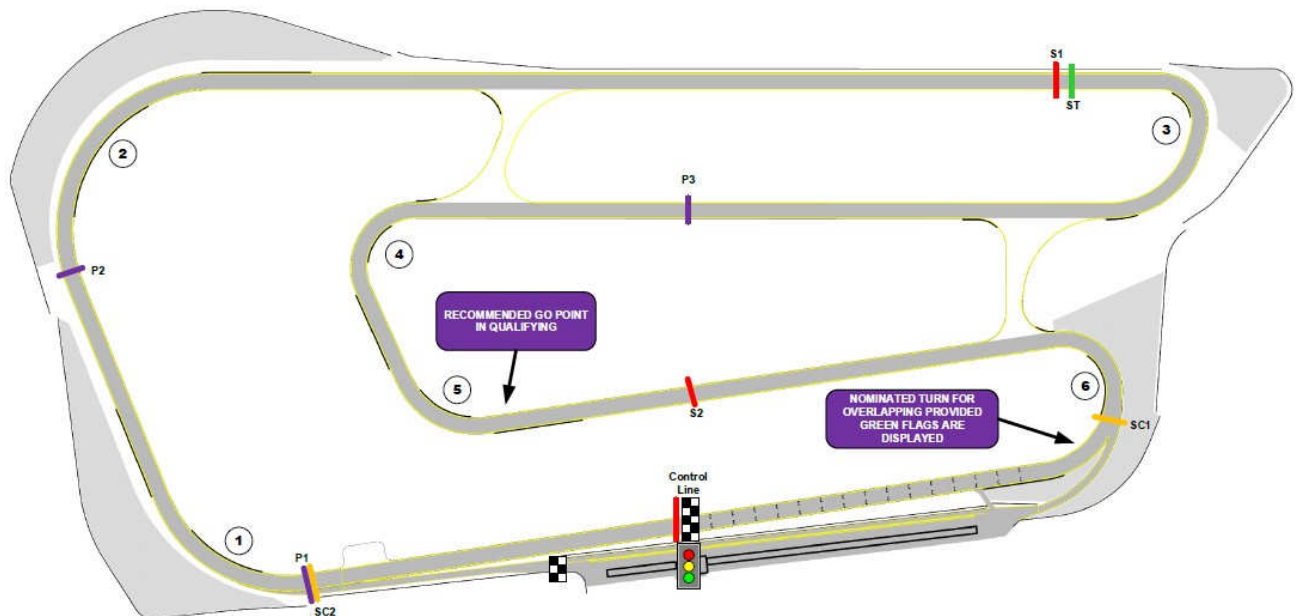 S1
ST
2
3
P3
P2
4
RECOMMENDED GO POINT
IN QUALIFYING
5
S2
6
NOMINATED TURN FOR
OVERLAPPING PROVIDED
GREEN FLAGS ARE
DISPLAYED
SC1
Control
Line
1
P1
SC2